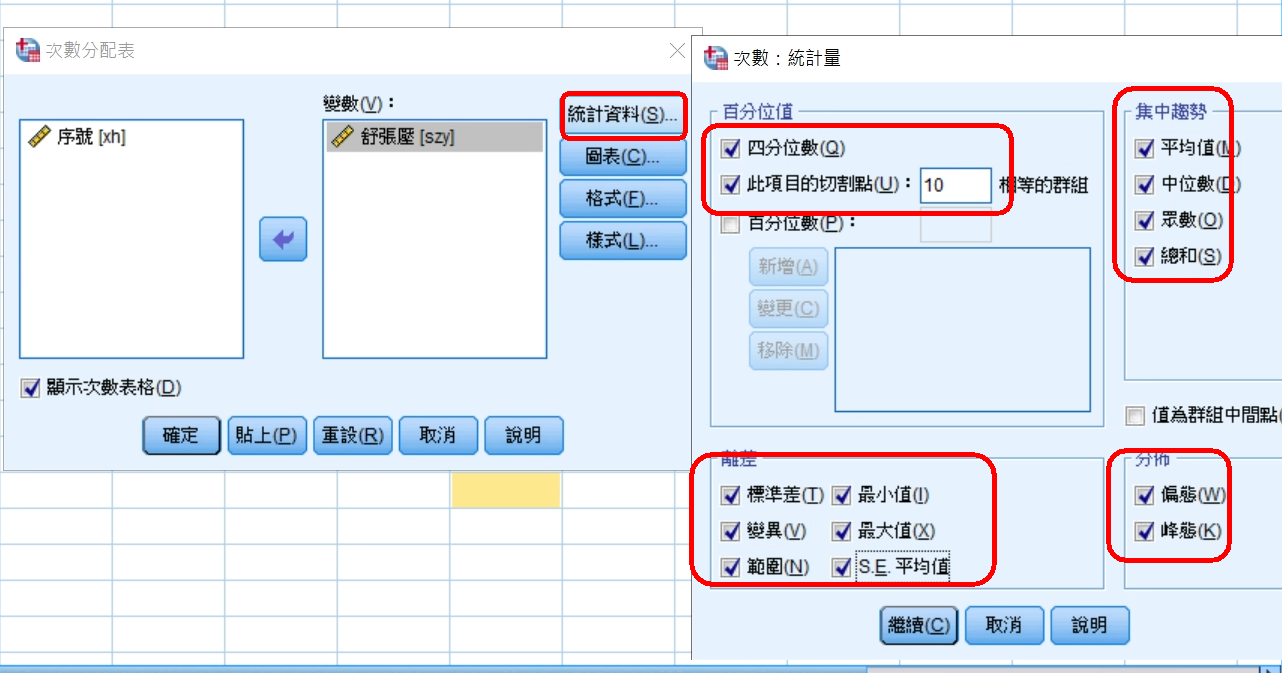 次數分配表
變數(V)：
序號 [xh]
舒張壓 [szy]
統計資料(S)...
圖表(C)...
格式(F)...
樣式(L)...
顯示次數表格(D)
確定
貼上(P)
重設(R)
取消
說明
次數：統計量
百分位值
四分位數(Q)
此項目的切割點(U)： 10 相等的群組
百分位數(P)：
新增(A)
變更(C)
移除(M)
集中趨勢
平均值(M)
中位數(D)
眾數(O)
總和(S)
值為群組中間點(
離差
標準差(T) 最小值(I)
變異(V) 最大值(X)
範圍(N) S.E. 平均值
分佈
偏態(W)
峰態(K)
繼續(C)
取消
說明